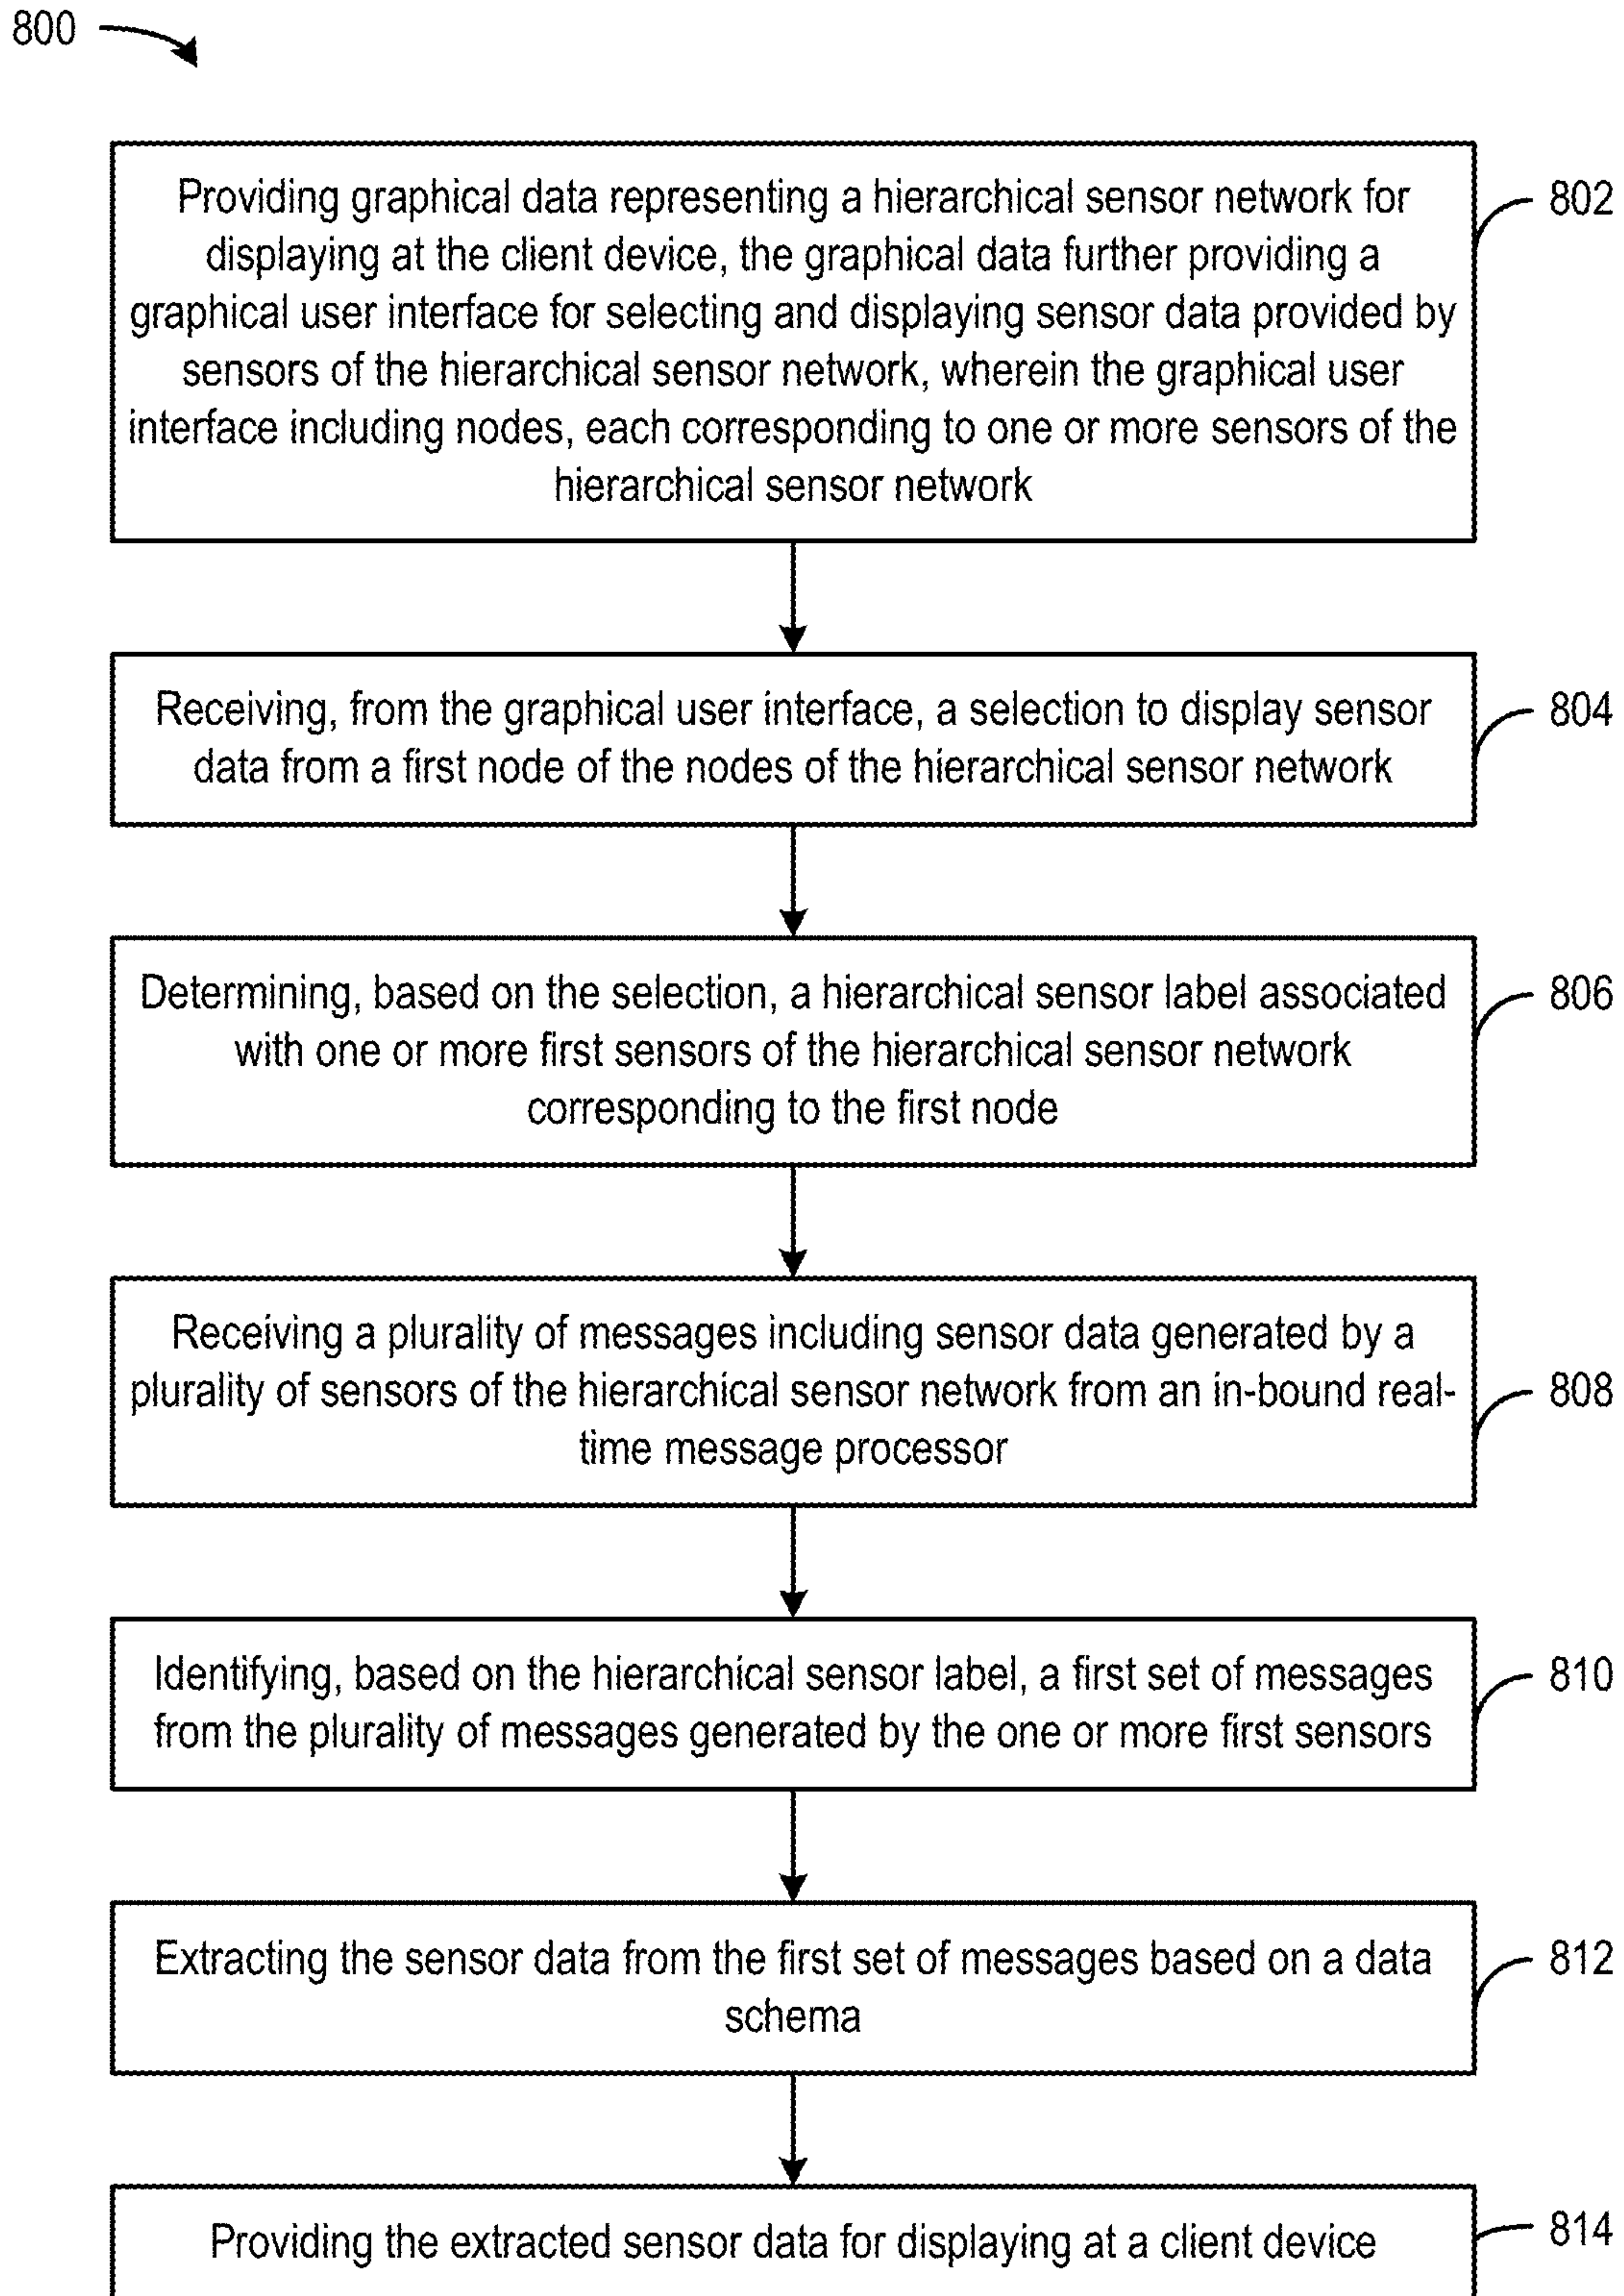 800
Providing graphical data representing a hierarchical sensor network for
displaying at the client device, the graphical data further providing a
graphical user interface for selecting and displaying sensor data provided by
sensors of the hierarchical sensor network, wherein the graphical user
interface including nodes, each corresponding to one or more sensors of the
hierarchical sensor network
802
Receiving, from the graphical user interface, a selection to display sensor
data from a first node of the nodes of the hierarchical sensor network
804
Determining, based on the selection, a hierarchical sensor label associated
with one or more first sensors of the hierarchical sensor network
corresponding to the first node
806
Receiving a plurality of messages including sensor data generated by a
plurality of sensors of the hierarchical sensor network from an in-bound real-
time message processor
808
Identifying, based on the hierarchical sensor label, a first set of messages
from the plurality of messages generated by the one or more first sensors
810
Extracting the sensor data from the first set of messages based on a data
schema
812
Providing the extracted sensor data for displaying at a client device
814